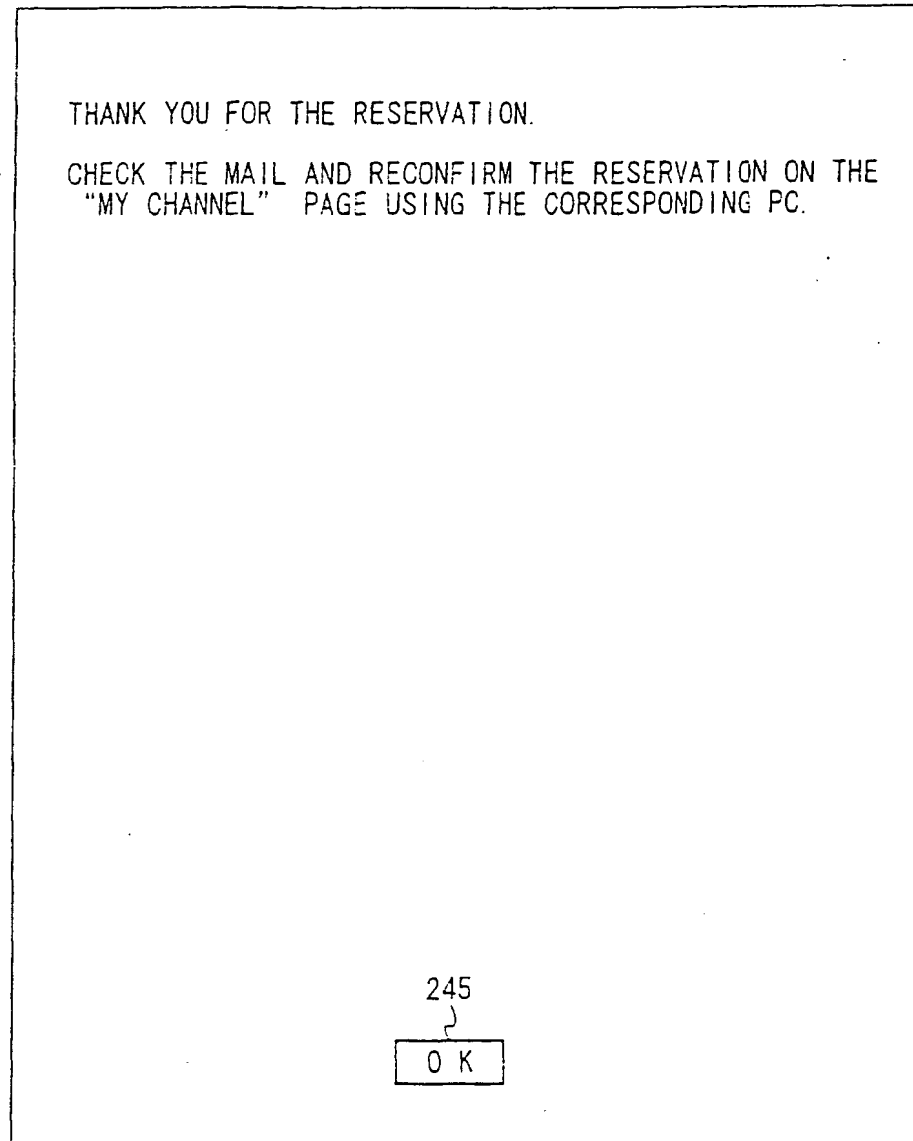 THANK YOU FOR THE RESERVATION.
CHECK THE MAIL AND RECONFIRM THE RESERVATION ON THE
"MY CHANNEL" PAGE USING THE CORRESPONDING PC.
245
OK